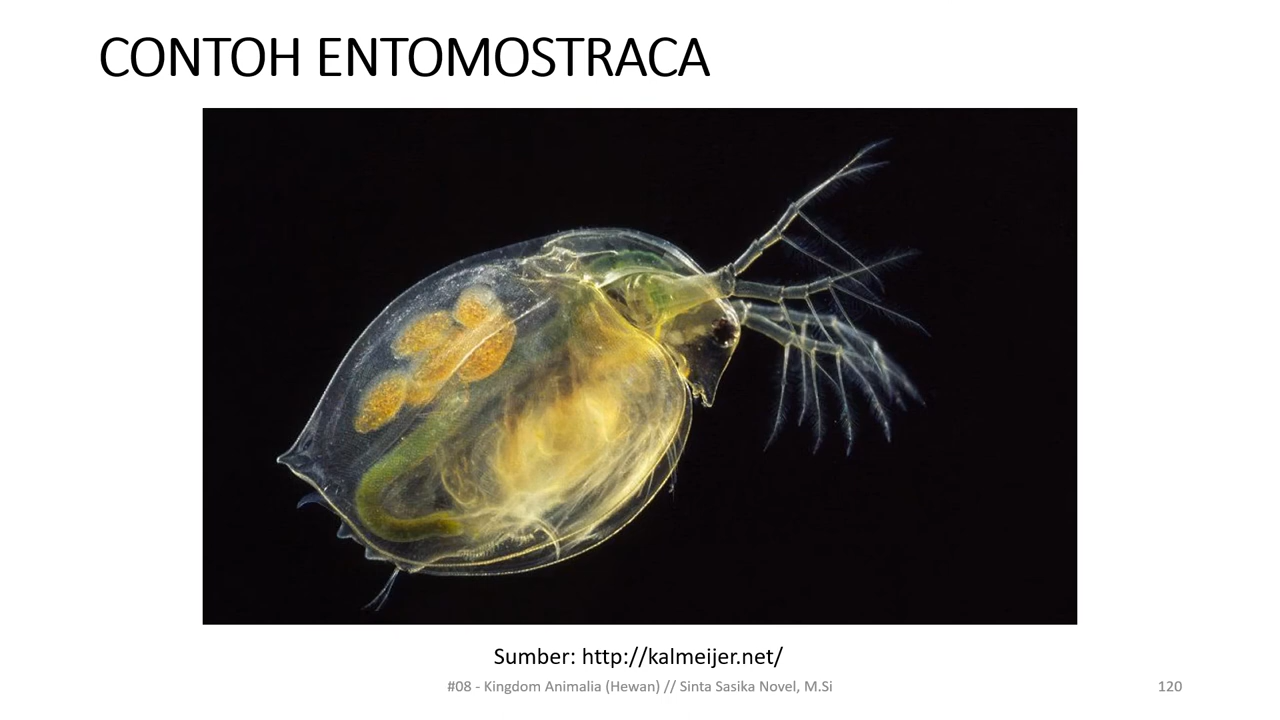 CONTOH ENTOMOSTRACA
Sumber: http://kalmeijer.net/
#08 - Kingdom Animalia (Hewan) // Sinta Sasika Novel, M.Si
120